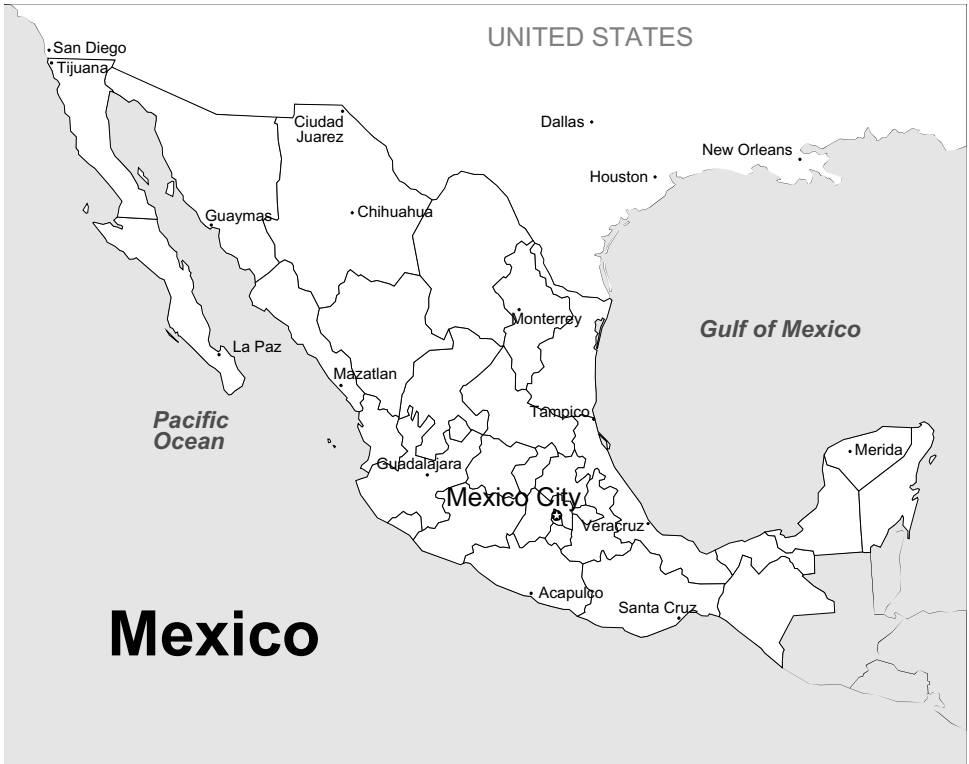 UNITED STATES
San Diego
Tijuana
Ciudad
Juarez
Dallas
New Orleans
Houston
Guaymas
Chihuahua
Monterrey
Gulf of Mexico
La Paz
Mazatlan
Pacific
Ocean
Tampico
Merida
Guadalajara
Mexico City
Veracruz
Acapulco
Santa Cruz
Mexico